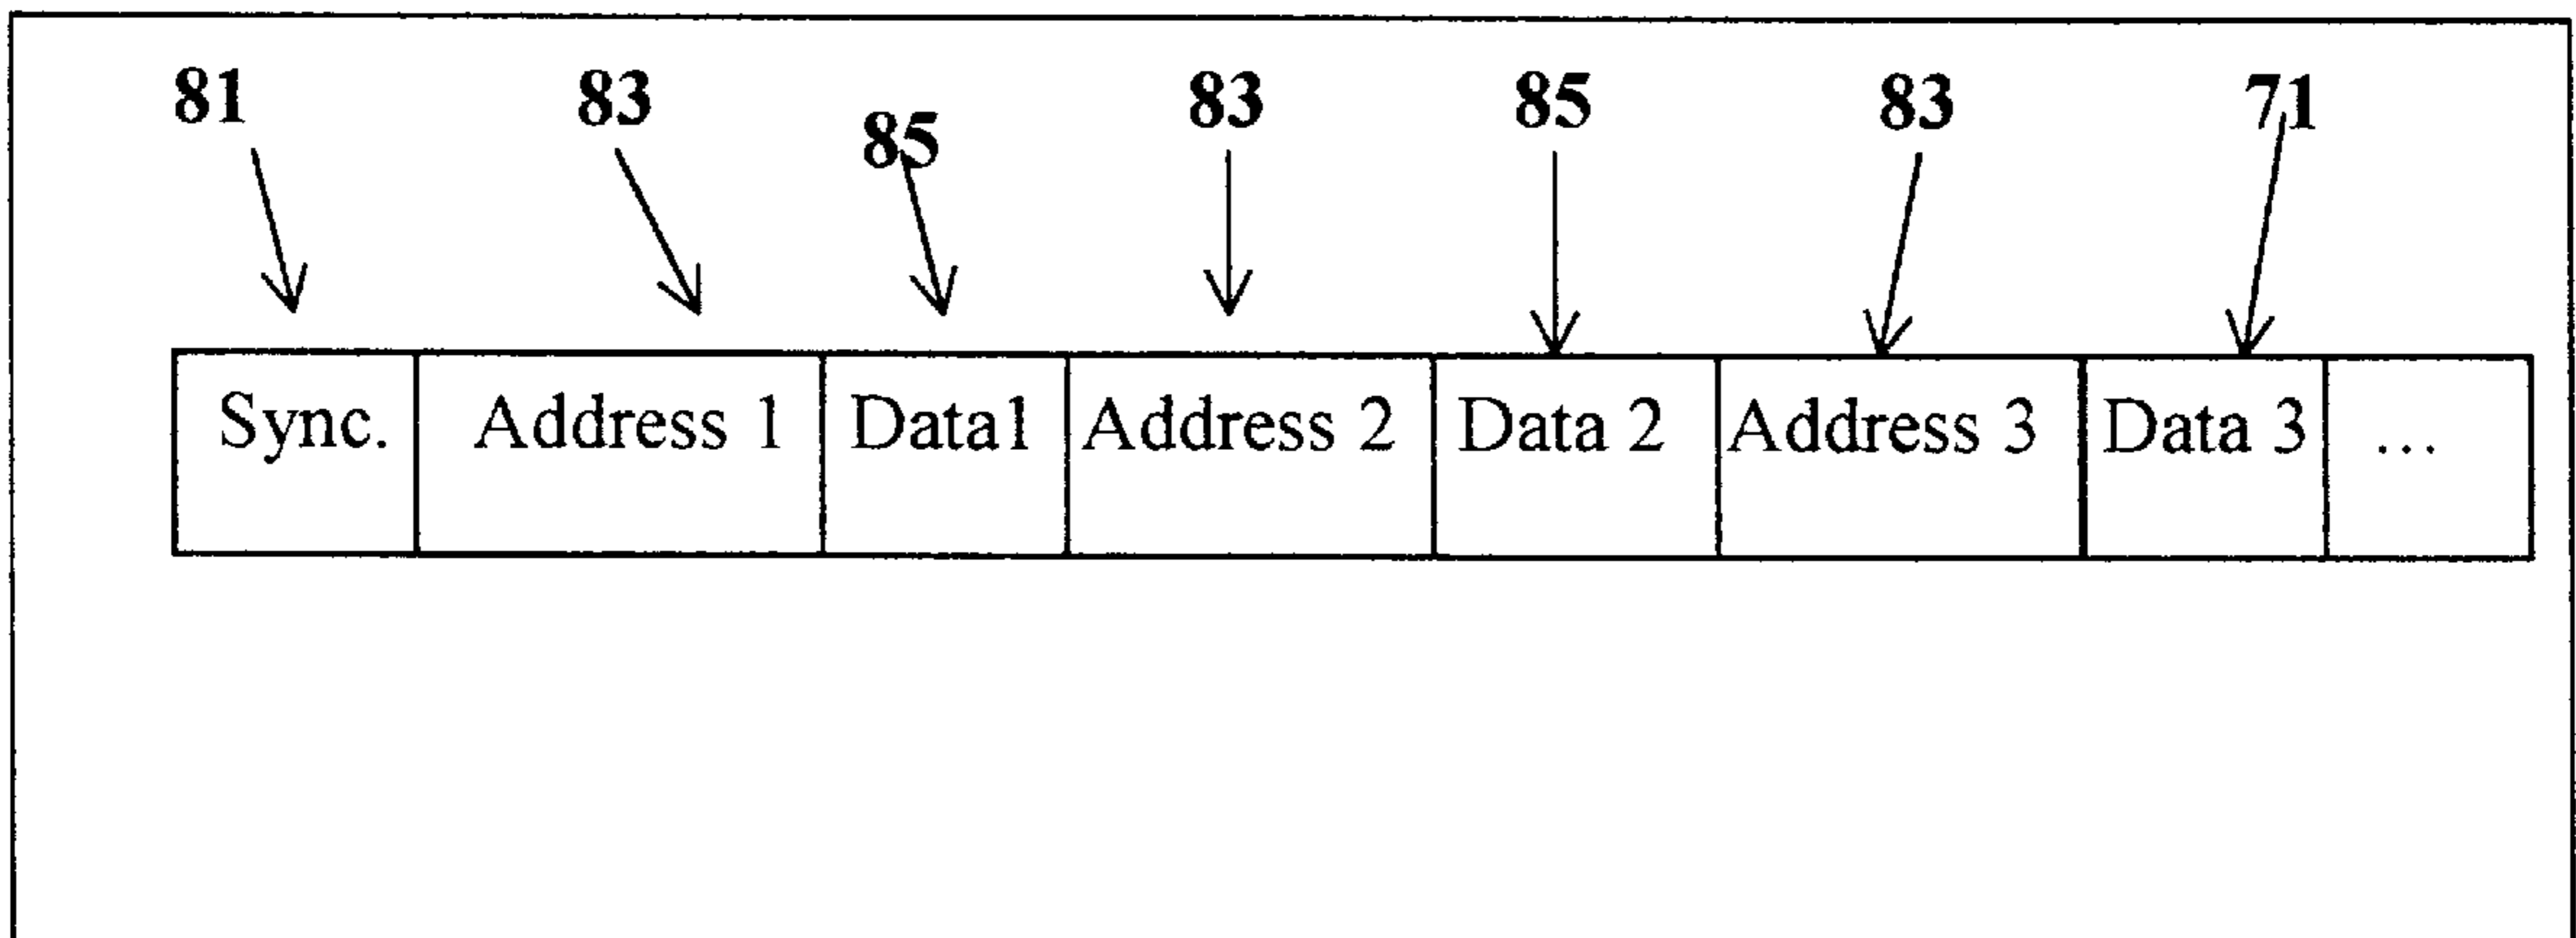 81 83 85 83 85 83 71
Sync. Address 1 Data1 Address 2 Data 2 Address 3 Data 3 ...